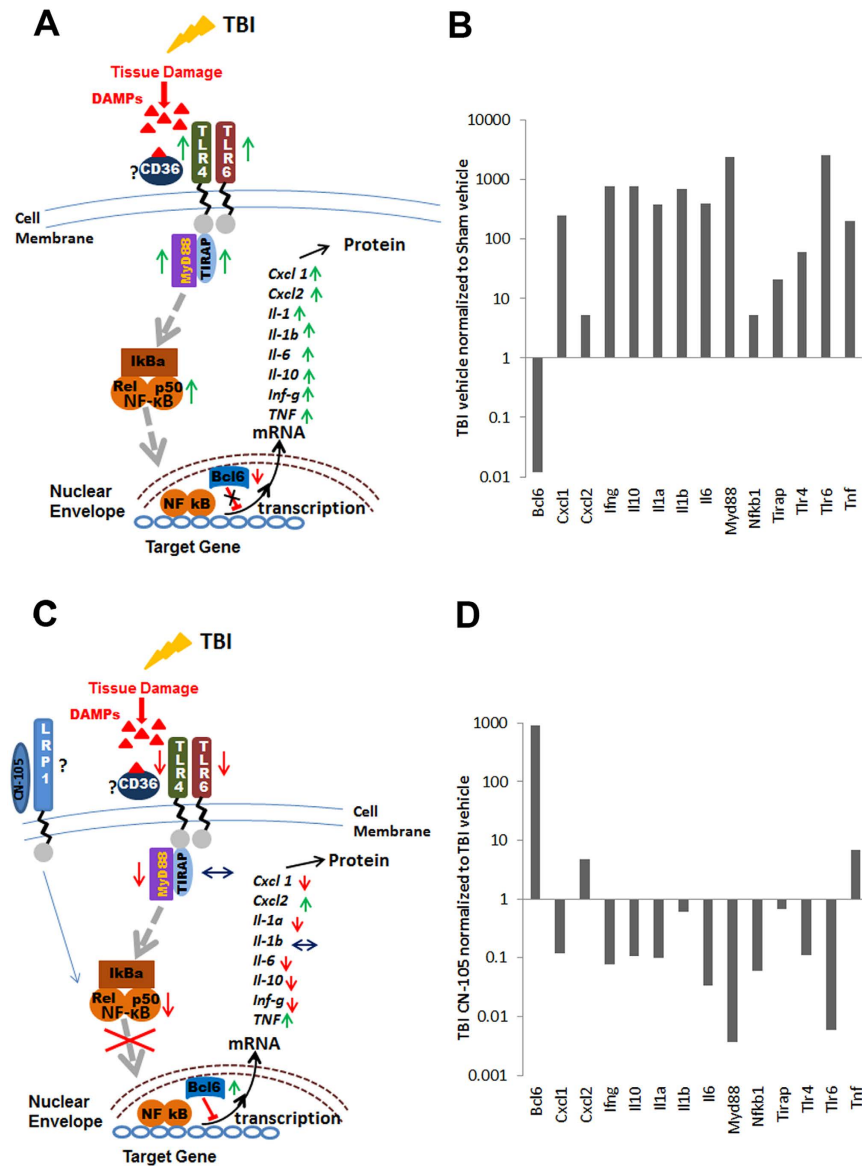 A
TBI
Tissue Damage
DAMPs
TLR4
TLR6
?
CD36
Cell
Membrane
MyD88
TIRAP
Protein
Cxcl 1
Cxcl2
Il-1
Il-1b
Il-6
Il-10
Inf-g
TNF
mRNA
IkBa
Rel p50
NF-κB
Bcl6
Nuclear
Envelope
NF kB
transcription
Target Gene
B
TBI vehicle normalized to Sham vehicle
10000
1000
100
10
1
0.1
0.01
Bcl6
Cxcl1
Cxcl2
Ifng
Il10
Il1a
Il1b
Il6
Myd88
Nfkb1
Tirap
Tlr4
Tlr6
Tnf
C
TBI
Tissue Damage
DAMPs
CN-105
LRP1
?
TLR4
TLR6
?
CD36
Cell
Membrane
MyD88
TIRAP
Protein
Cxcl 1
Cxcl2
Il-1a
Il-1b
Il-6
Il-10
Inf-g
TNF
mRNA
IkBa
Rel p50
NF-κB
Bcl6
Nuclear
Envelope
NF kB
transcription
Target Gene
D
TBI CN-105 normalized to TBI vehicle
1000
100
10
1
0.1
0.01
0.001
Bcl6
Cxcl1
Cxcl2
Ifng
Il10
Il1a
Il1b
Il6
Myd88
Nfkb1
Tirap
Tlr4
Tlr6
Tnf